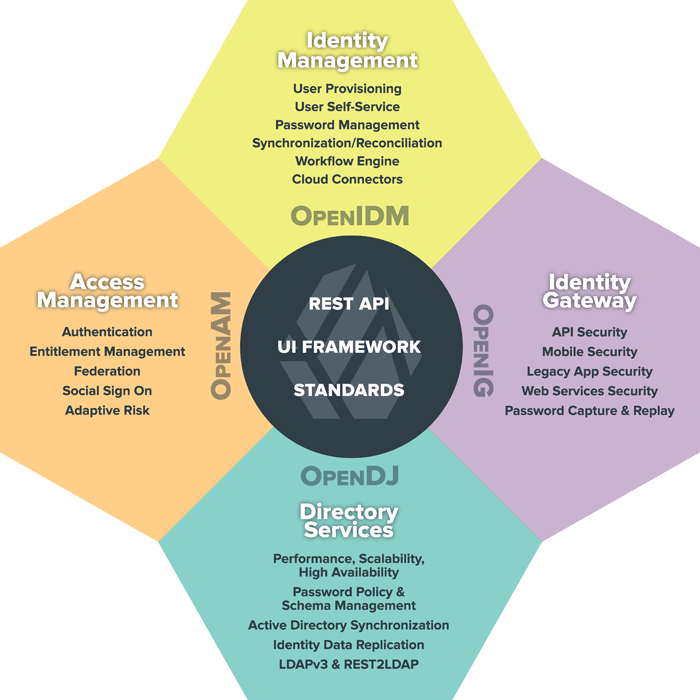 Identity
Management
User Provisioning
User Self-Service
Password Management
Synchronization/Reconciliation
Workflow Engine
Cloud Connectors
OpenIDM
Access
Management
Authentication
Entitlement Management
Federation
Social Sign On
Adaptive Risk
OpenAM
REST API
UI FRAMEWORK
STANDARDS
OpenIG
Identity
Gateway
API Security
Mobile Security
Legacy App Security
Web Services Security
Password Capture & Replay
OpenDJ
Directory
Services
Performance, Scalability,
High Availability
Password Policy &
Schema Management
Active Directory Synchronization
Identity Data Replication
LDAPv3 & REST2LDAP